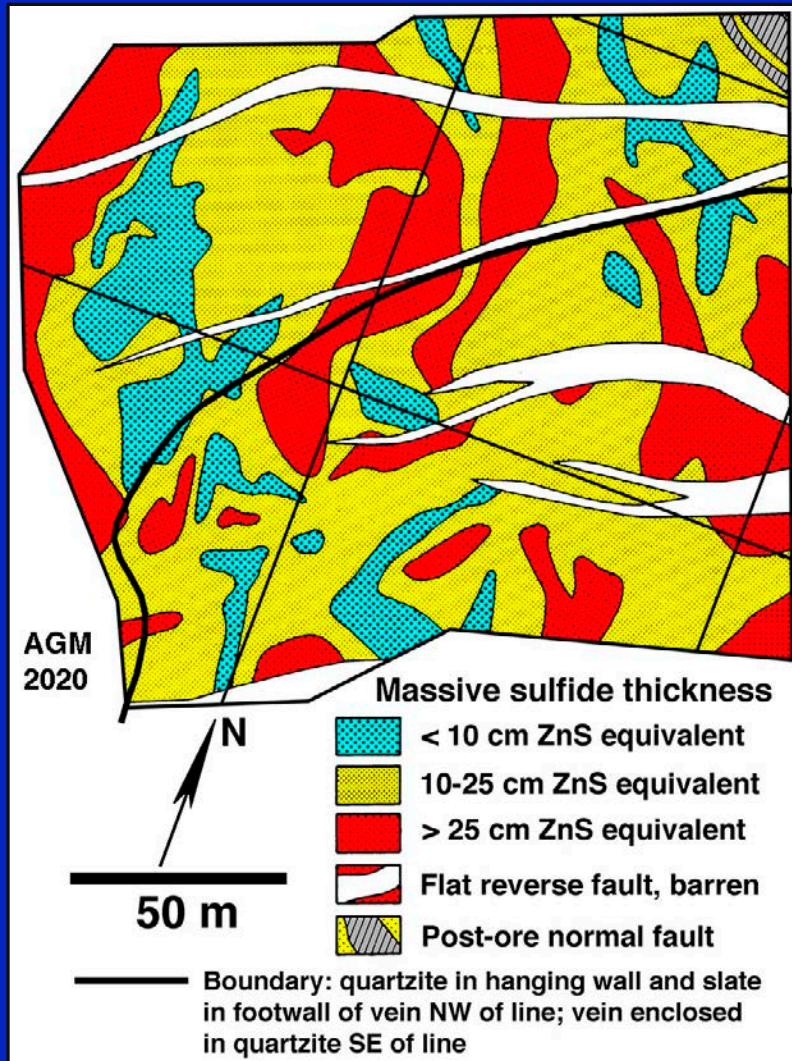 AGM
2020
N
50 m
Massive sulfide thickness
< 10 cm ZnS equivalent
10-25 cm ZnS equivalent
> 25 cm ZnS equivalent
Flat reverse fault, barren
Post-ore normal fault
Boundary: quartzite in hanging wall and slate
in footwall of vein NW of line; vein enclosed
in quartzite SE of line